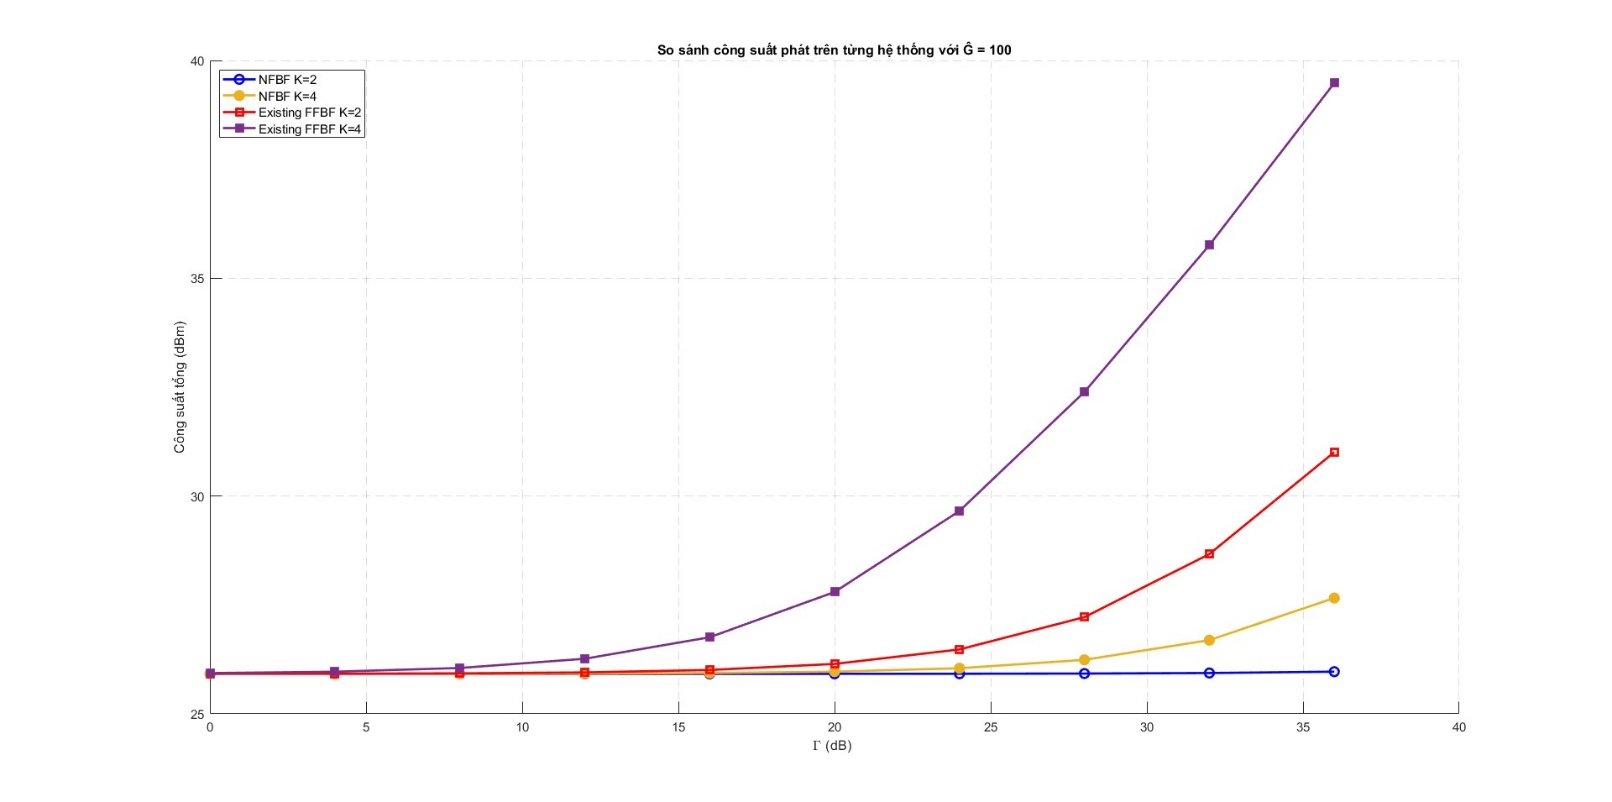 So sánh công suất phát trên từng hệ thống với Ĝ = 100
40
NFBF K=2
NFBF K=4
Existing FFBF K=2
Existing FFBF K=4
35
Công suất tổng (dBm)
30
25
0 5 10 15 20 25 30 35 40
Γ (dB)